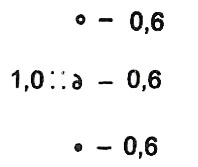 ° – 0,6
1,0 ∷ ∂ – 0,6
• – 0,6